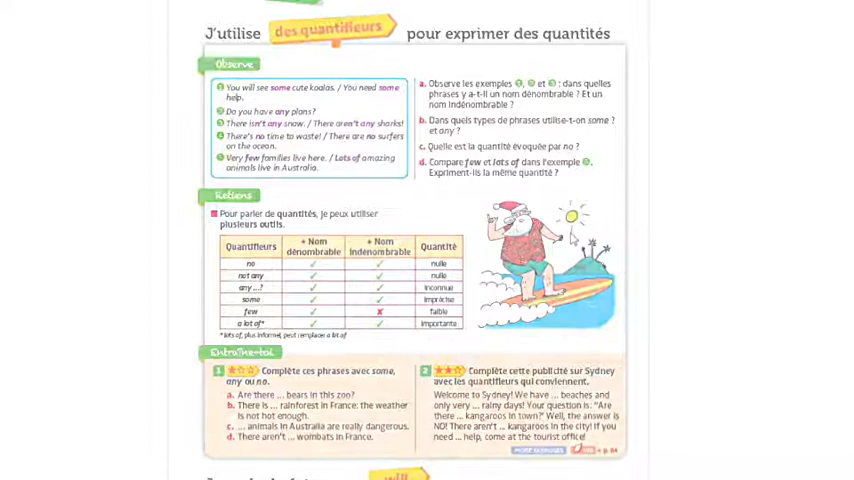 J'utilise des quantifieurs pour exprimer des quantités
Observe
1 You will see some cute koalas. / You need some
help.
2 Do you have any plans?
3 There isn't any snow. / There aren't any sharks!
4 There's no time to waste! / There are no surfers
on the ocean.
5 Very few families live here. / Lots of amazing
animals live in Australia.
a. Observe les exemples 1, 2 et 3 : dans quelles
phrases y a-t-il un nom dénombrable ? Et un
nom indénombrable ?
b. Dans quels types de phrases utilise-t-on some ?
et any ?
c. Quelle est la quantité évoquée par no ?
d. Compare few et lots of dans l'exemple 5.
Expriment-ils la même quantité ?
Retiens
Pour parler de quantités, je peux utiliser
plusieurs outils.
Quantifieurs + Nom dénombrable + Nom indénombrable Quantité
no ✓ ✓ nulle
not any ✓ ✓ nulle
any ...? ✓ ✓ inconnue
some ✓ ✓ imprécise
few ✓ ✗ faible
a lot of* ✓ ✓ importante
* lots of, plus informel, peut remplacer a lot of
Entraîne-toi
1 Complète ces phrases avec some,
any ou no.
a. Are there ... bears in this zoo?
b. There is ... rainforest in France: the weather
is not hot enough.
c. ... animals in Australia are really dangerous.
d. There aren't ... wombats in France.
2 Complète cette publicité sur Sydney
avec les quantifieurs qui conviennent.
Welcome to Sydney! We have ... beaches and
only very ... rainy days! Your question is: "Are
there ... kangaroos in town?" Well, the answer is
NO! There aren't ... kangaroos in the city! If you
need ... help, come at the tourist office!
will